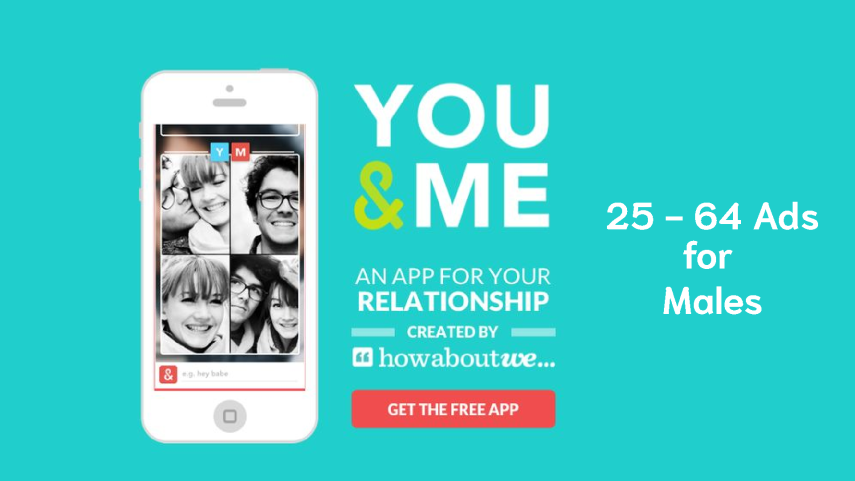 Y M
& e.g. hey babe
YOU
& ME
AN APP FOR YOUR
RELATIONSHIP
CREATED BY
howaboutwe...
GET THE FREE APP
25 - 64 Ads
for
Males